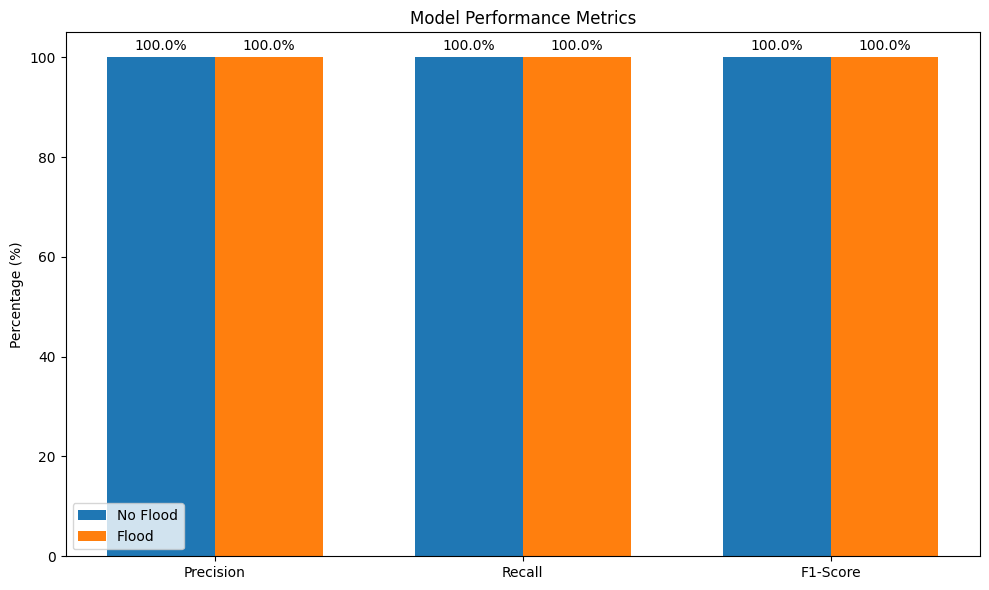 Model Performance Metrics
100.0% 100.0% 100.0% 100.0% 100.0% 100.0%
Percentage (%)
100
80
60
40
20
0
No Flood
Flood
Precision Recall F1-Score